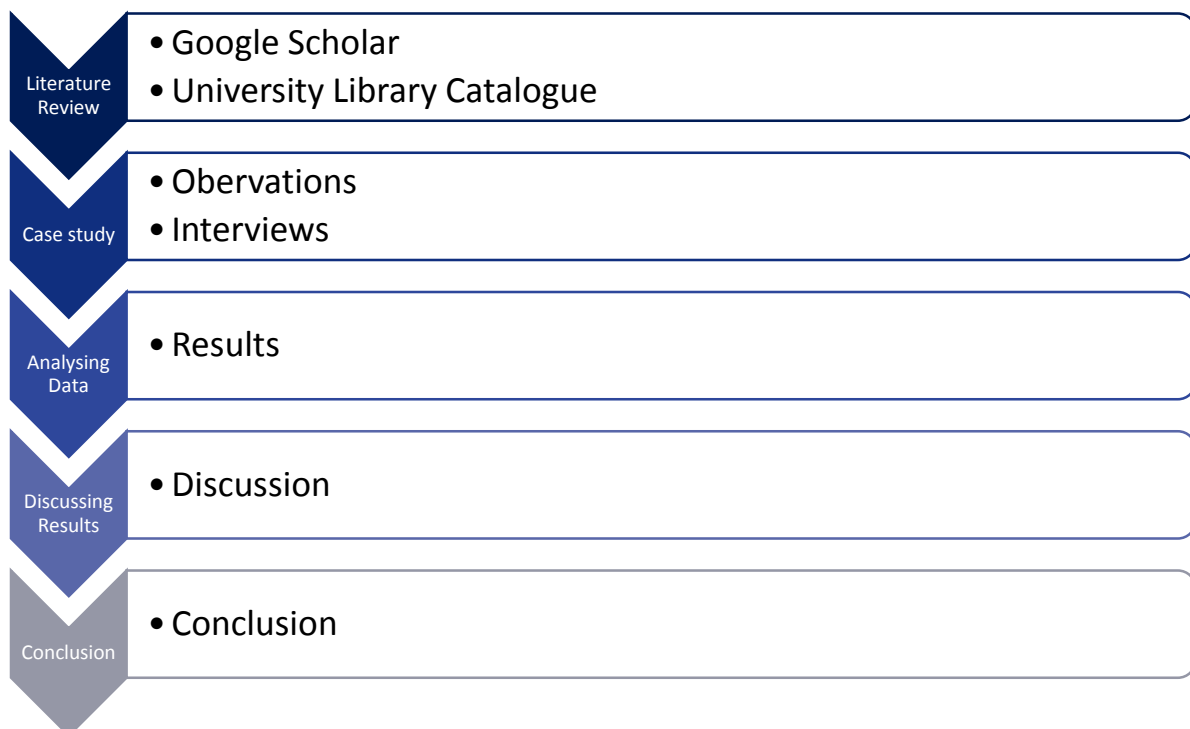 Literature
Review
• Google Scholar
• University Library Catalogue
Case study
• Obervations
• Interviews
Analysing
Data
• Results
Discussing
Results
• Discussion
Conclusion
• Conclusion